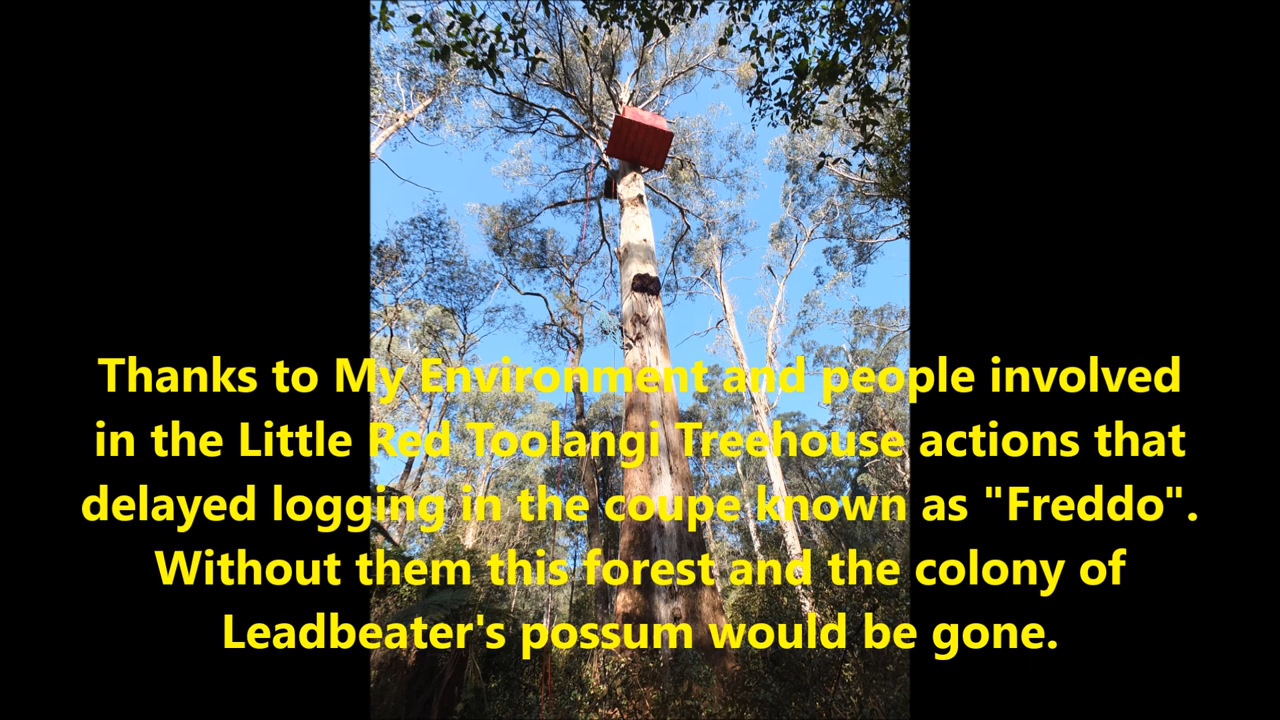 Thanks to My Environment and people involved
in the Little Red Toolangi Treehouse actions that
delayed logging in the coupe known as "Freddo".
Without them this forest and the colony of
Leadbeater's possum would be gone.